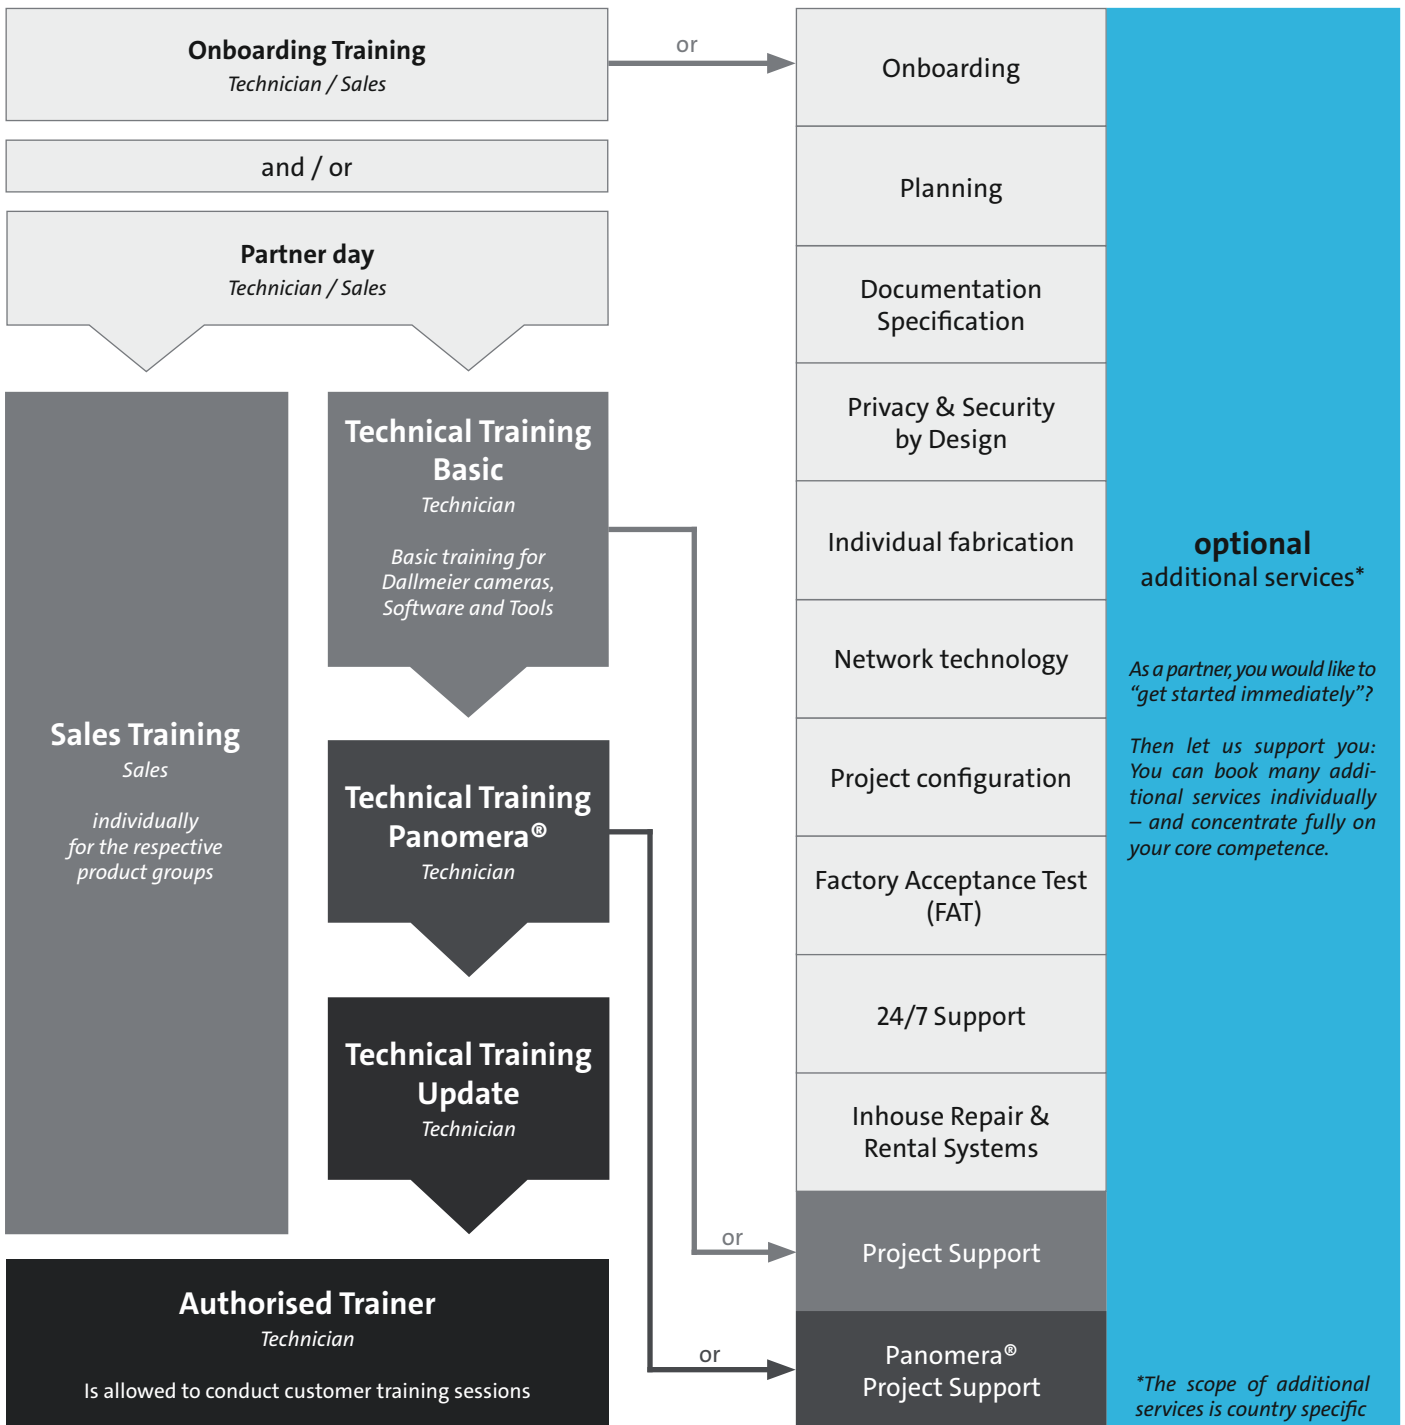 Onboarding Training
Technician / Sales
or
and / or
Partner day
Technician / Sales
Sales Training
Sales
individually
for the respective
product groups
Technical Training
Basic
Technician
Basic training for
Dallmeier cameras,
Software and Tools
Technical Training
Panomera®
Technician
Technical Training
Update
Technician
or
or
Authorised Trainer
Technician
Is allowed to conduct customer training sessions
Onboarding
Planning
Documentation
Specification
Privacy & Security
by Design
Individual fabrication
Network technology
Project configuration
Factory Acceptance Test
(FAT)
24/7 Support
Inhouse Repair &
Rental Systems
Project Support
Panomera®
Project Support
optional
additional services*
As a partner, you would like to
“get started immediately”?
Then let us support you:
You can book many addi-
tional services individually
– and concentrate fully on
your core competence.
*The scope of additional
services is country specific